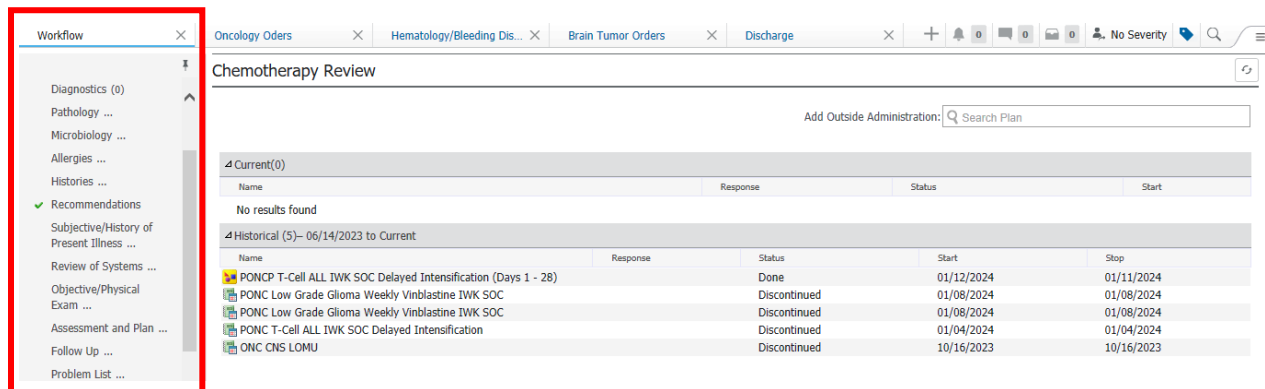 Workflow
Oncology Oders
Hematology/Bleeding Dis...
Brain Tumor Orders
Discharge
0
0
0
No Severity
Chemotherapy Review
Diagnostics (0)
Pathology ...
Microbiology ...
Allergies ...
Histories ...
Recommendations
Subjective/History of
Present Illness ...
Review of Systems ...
Objective/Physical
Exam ...
Assessment and Plan ...
Follow Up ...
Problem List ...
Add Outside Administration: Search Plan
Current(0)
Name Response Status Start
No results found
Historical (5)– 06/14/2023 to Current
Name Response Status Start Stop
PONCP T-Cell ALL IWK SOC Delayed Intensification (Days 1 - 28) Done 01/12/2024 01/11/2024
PONC Low Grade Glioma Weekly Vinblastine IWK SOC Discontinued 01/08/2024 01/08/2024
PONC Low Grade Glioma Weekly Vinblastine IWK SOC Discontinued 01/08/2024 01/08/2024
PONC T-Cell ALL IWK SOC Delayed Intensification Discontinued 01/04/2024 01/04/2024
ONC CNS LOMU Discontinued 10/16/2023 10/16/2023